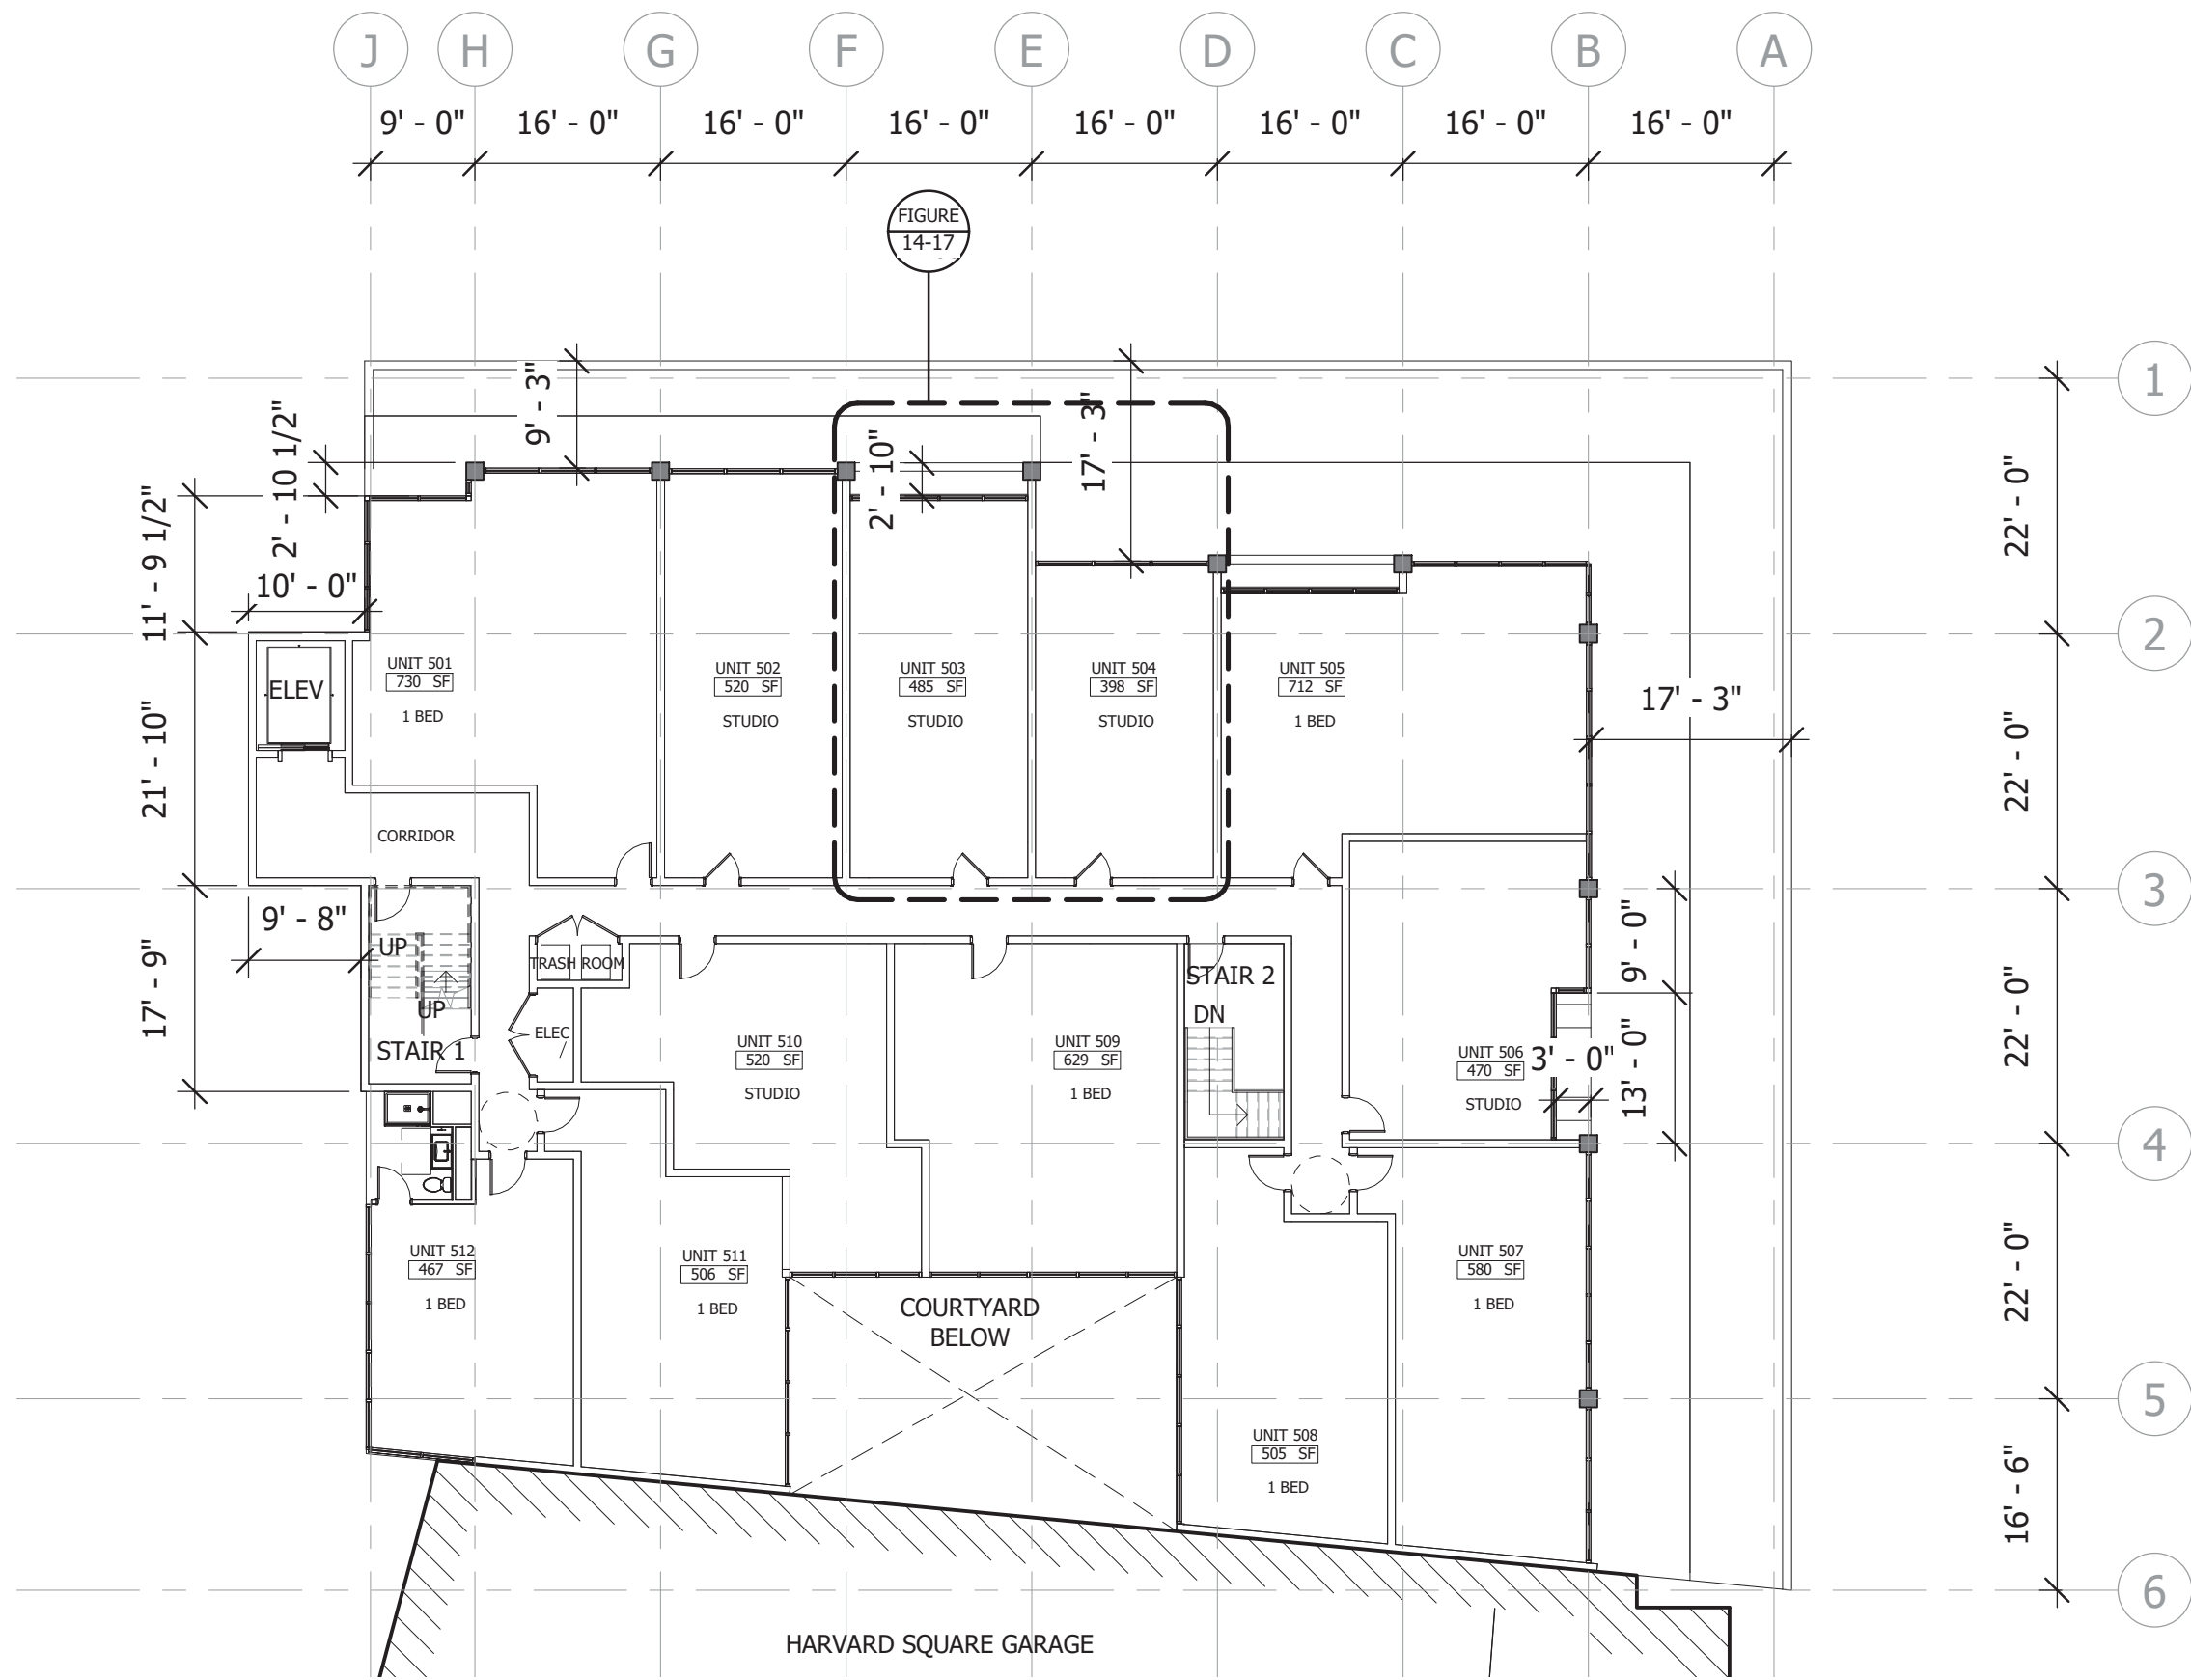 J H G F E D C B A
9' - 0" 16' - 0" 16' - 0" 16' - 0" 16' - 0" 16' - 0" 16' - 0" 16' - 0"
FIGURE
14-17
1
9' - 3"
17' - 3"
2' - 10 1/2"
2' - 10"
11' - 9 1/2"
10' - 0"
22' - 0"
2
ELEV
UNIT 501
730 SF
1 BED
UNIT 502
520 SF
STUDIO
UNIT 503
485 SF
STUDIO
UNIT 504
398 SF
STUDIO
UNIT 505
712 SF
1 BED
17' - 3"
21' - 10"
22' - 0"
CORRIDOR
3
9' - 8"
UP
UP
STAIR 1
17' - 9"
TRASH ROOM
ELEC
UNIT 510
520 SF
STUDIO
UNIT 509
629 SF
1 BED
STAIR 2
DN
UNIT 506
470 SF
STUDIO
3' - 0"
9' - 0"
13' - 0"
22' - 0"
4
UNIT 512
467 SF
1 BED
UNIT 511
506 SF
1 BED
COURTYARD
BELOW
UNIT 508
505 SF
1 BED
UNIT 507
580 SF
1 BED
22' - 0"
5
16' - 6"
6
HARVARD SQUARE GARAGE